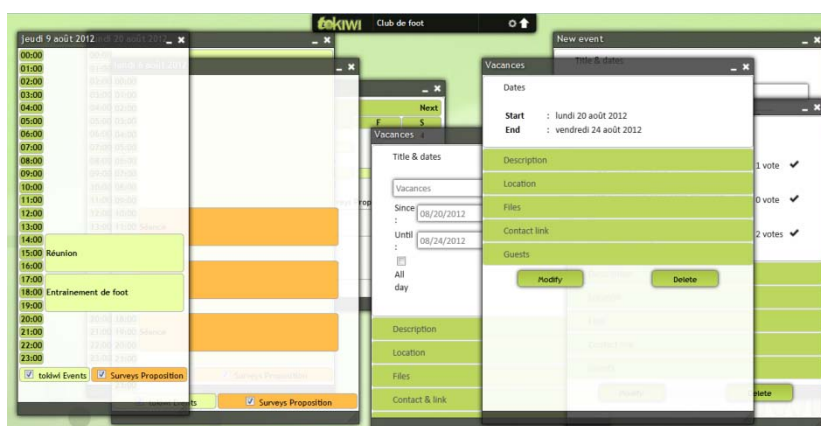 tokiwi Club de foot
jeudi 9 août 2012
00:00
01:00
02:00
03:00
04:00
05:00
06:00
07:00
08:00
09:00
10:00
11:00
12:00
13:00
14:00
15:00 Réunion
16:00
17:00
18:00 Entrainement de foot
19:00
20:00
21:00
22:00
23:00
tokiwi Events
Surveys Proposition
Surveys Proposition
Next
F S
Vacances
Title & dates
Vacances
Since : 08/20/2012
Until : 08/24/2012
All day
Description
Location
Files
Contact & link
Vacances
Dates
Start : lundi 20 août 2012
End : vendredi 24 août 2012
Description
Location
Files
Contact link
Guests
Modify Delete
New event
Title & dates
1 vote
0 vote
2 votes